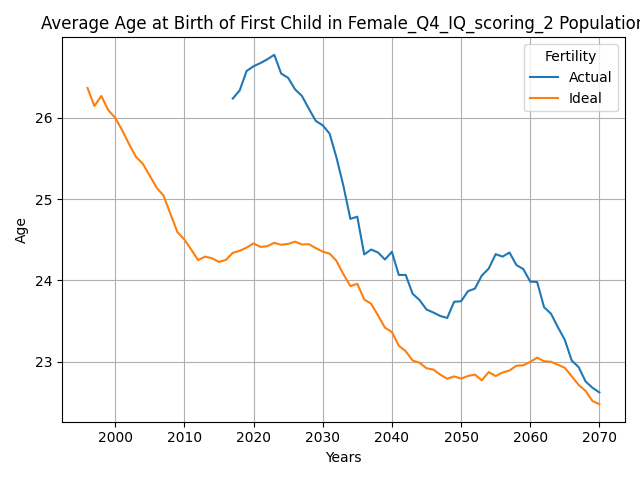 Average Age at Birth of First Child in Female_Q4_IQ_scoring_2 Population
Fertility
Actual
Ideal
26
25
24
23
Age
2000 2010 2020 2030 2040 2050 2060 2070
Years